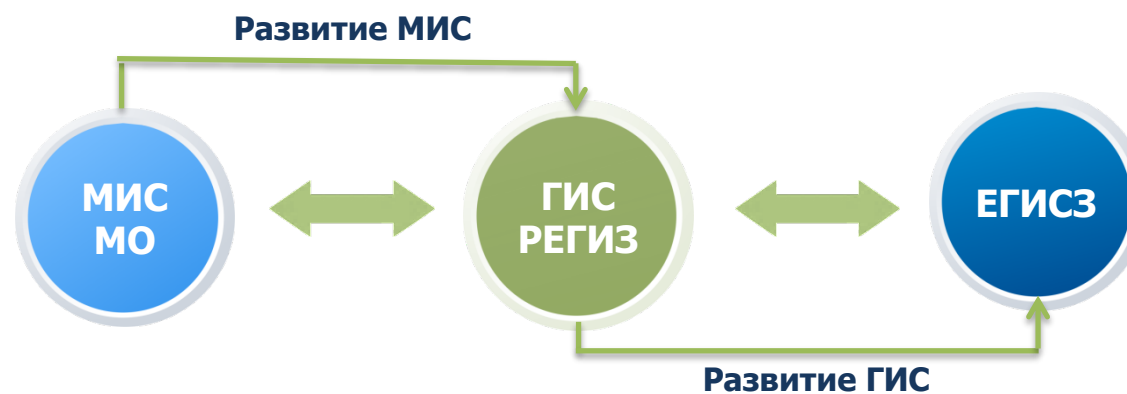 Развитие МИС
МИС
МО
ГИС
РЕГИЗ
ЕГИСЗ
Развитие ГИС